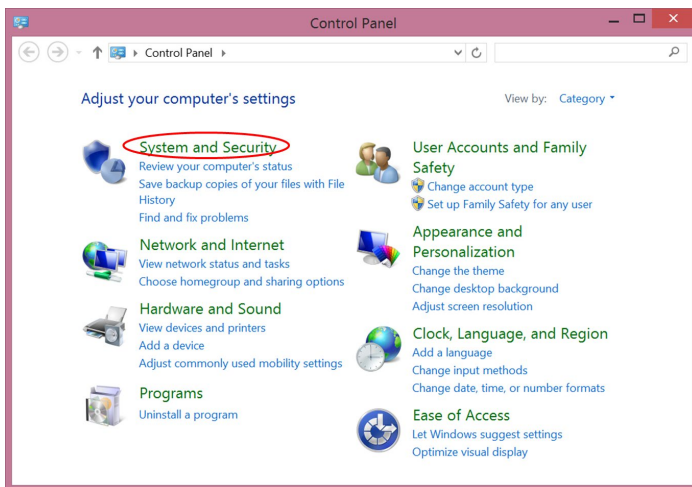 Control Panel
Control Panel
Adjust your computer's settings
View by: Category
System and Security
Review your computer's status
Save backup copies of your files with File
History
Find and fix problems
Network and Internet
View network status and tasks
Choose homegroup and sharing options
Hardware and Sound
View devices and printers
Add a device
Adjust commonly used mobility settings
Programs
Uninstall a program
User Accounts and Family
Safety
Change account type
Set up Family Safety for any user
Appearance and
Personalization
Change the theme
Change desktop background
Adjust screen resolution
Clock, Language, and Region
Add a language
Change input methods
Change date, time, or number formats
Ease of Access
Let Windows suggest settings
Optimize visual display